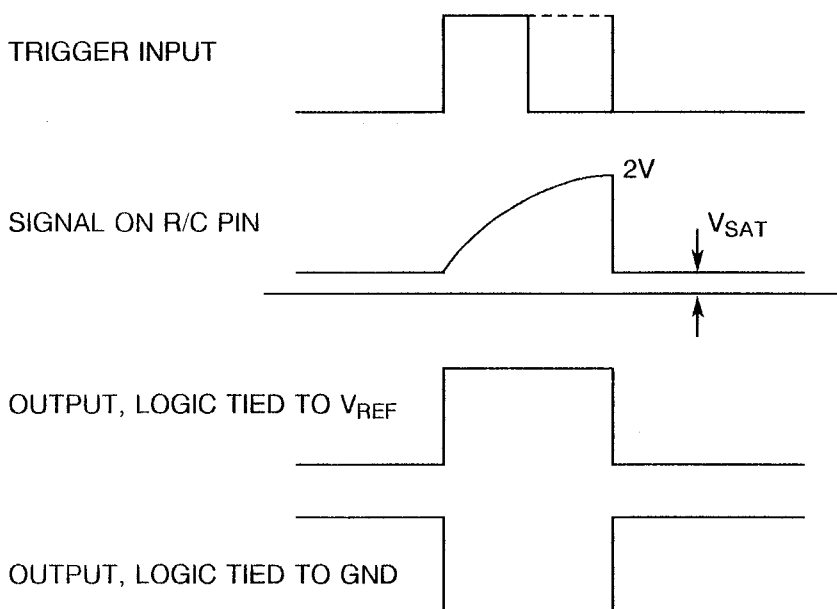 TRIGGER INPUT
2V
SIGNAL ON R/C PIN
VSAT
OUTPUT, LOGIC TIED TO VREF
OUTPUT, LOGIC TIED TO GND